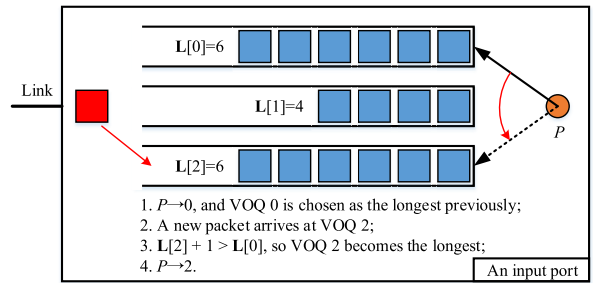 L[0]=6
Link
L[1]=4
P
L[2]=6
1. P→0, and VOQ 0 is chosen as the longest previously;
2. A new packet arrives at VOQ 2;
3. L[2] + 1 > L[0], so VOQ 2 becomes the longest;
4. P→2.
An input port